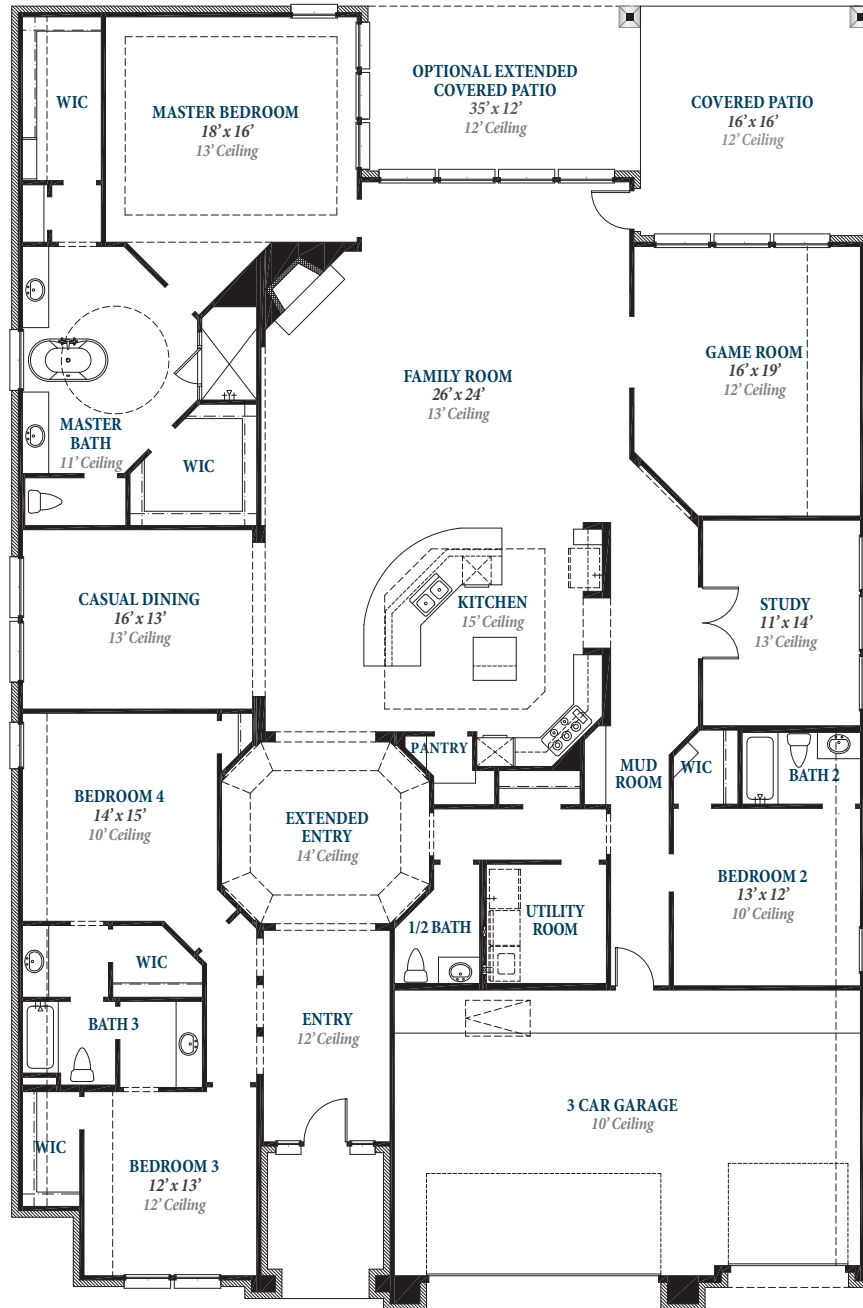 WIC
MASTER BEDROOM
18' x 16'
13' Ceiling
OPTIONAL EXTENDED
COVERED PATIO
35' x 12'
12' Ceiling
COVERED PATIO
16' x 16'
12' Ceiling
FAMILY ROOM
26' x 24'
13' Ceiling
GAME ROOM
16' x 19'
12' Ceiling
MASTER
BATH
11' Ceiling
WIC
CASUAL DINING
16' x 13'
13' Ceiling
KITCHEN
15' Ceiling
STUDY
11' x 14'
13' Ceiling
PANTRY
MUD
ROOM
WIC
BATH 2
BEDROOM 4
14' x 15'
10' Ceiling
EXTENDED
ENTRY
14' Ceiling
BEDROOM 2
13' x 12'
10' Ceiling
1/2 BATH
UTILITY
ROOM
WIC
BATH 3
ENTRY
12' Ceiling
3 CAR GARAGE
10' Ceiling
WIC
BEDROOM 3
12' x 13'
12' Ceiling